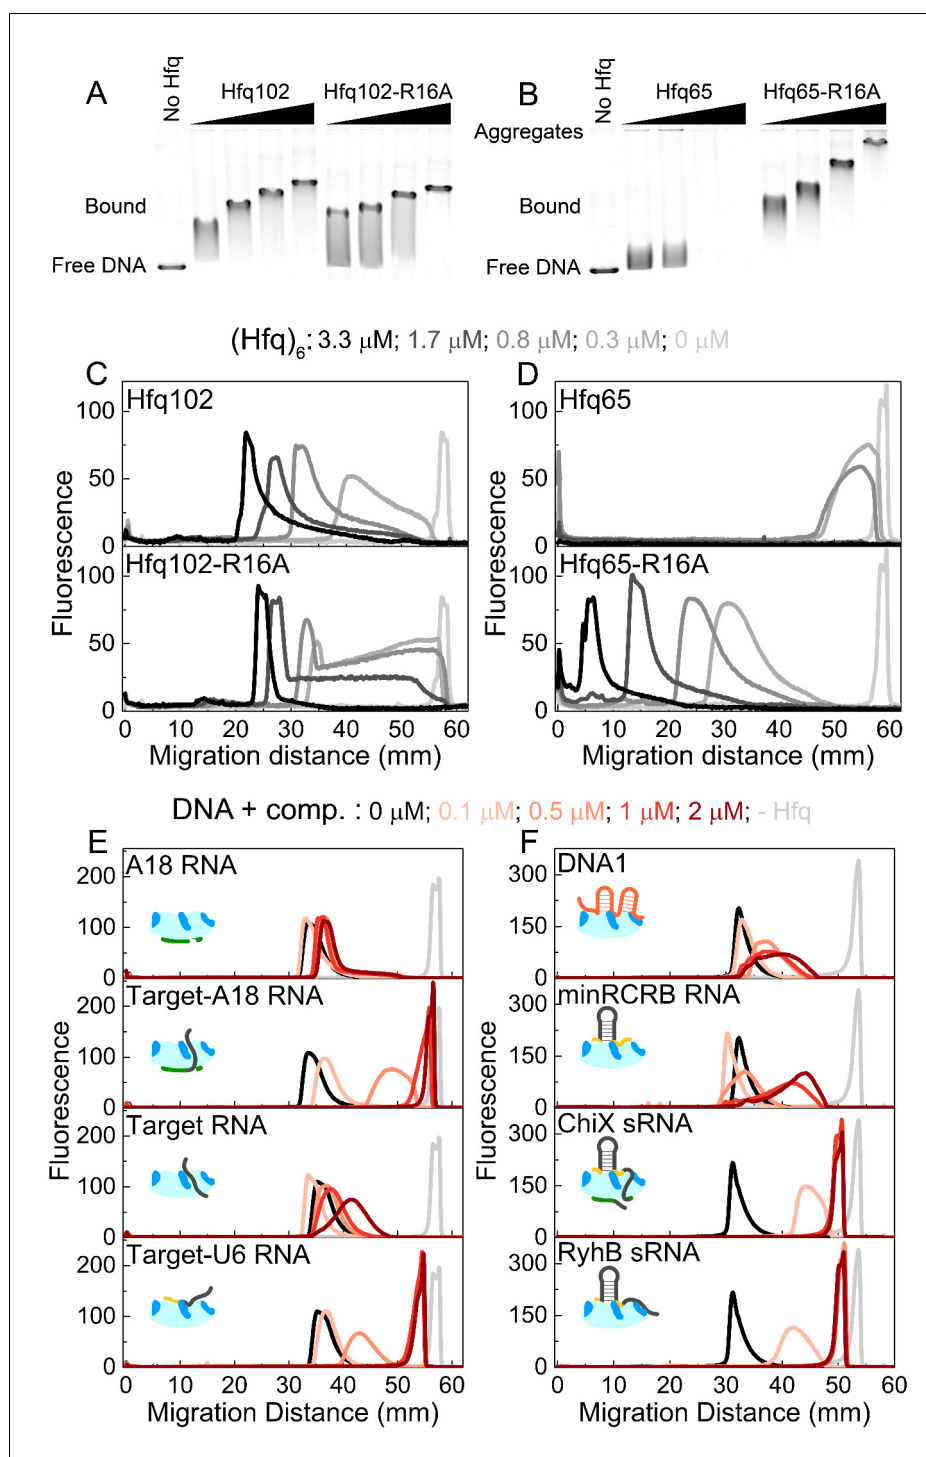 A
No Hfq
Hfq102
Hfq102-R16A
Bound
Free DNA
B
No Hfq
Hfq65
Hfq65-R16A
Aggregates
Bound
Free DNA
(Hfq)6: 3.3 μM; 1.7 μM; 0.8 μM; 0.3 μM; 0 μM
C
Hfq102
100
50
0
Hfq102-R16A
100
50
0
Fluorescence
0 10 20 30 40 50 60
Migration distance (mm)
D
Hfq65
100
50
0
Hfq65-R16A
100
50
0
Fluorescence
0 10 20 30 40 50 60
Migration distance (mm)
DNA + comp. : 0 μM; 0.1 μM; 0.5 μM; 1 μM; 2 μM; - Hfq
E
A18 RNA
200
100
0
Target-A18 RNA
200
100
0
Target RNA
200
100
0
Target-U6 RNA
200
100
0
Fluorescence
0 10 20 30 40 50 60
Migration Distance (mm)
F
DNA1
300
150
0
minRCRB RNA
300
150
0
ChiX sRNA
300
150
0
RyhB sRNA
300
150
0
Fluorescence
0 10 20 30 40 50 60
Migration Distance (mm)